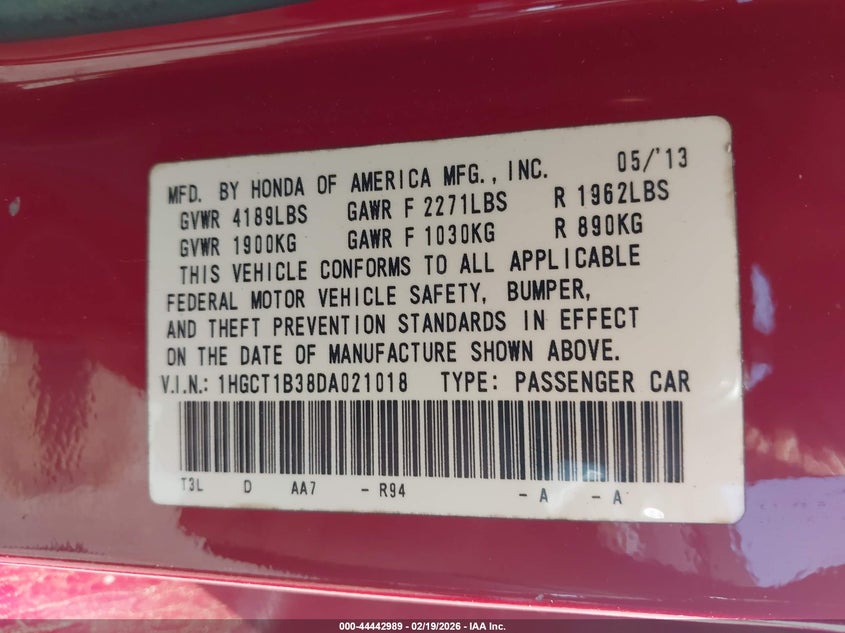 MFD. BY HONDA OF AMERICA MFG., INC. 05/'13
GVWR 4189LBS GAWR F 2271LBS R 1962LBS
GVWR 1900KG GAWR F 1030KG R 890KG
THIS VEHICLE CONFORMS TO ALL APPLICABLE
FEDERAL MOTOR VEHICLE SAFETY, BUMPER,
AND THEFT PREVENTION STANDARDS IN EFFECT
ON THE DATE OF MANUFACTURE SHOWN ABOVE.
V.I.N.: 1HGCT1B38DA021018 TYPE: PASSENGER CAR
T3L D AA7 - R94 - A - A
000-44442989 - 02/19/2026 - IAA Inc.